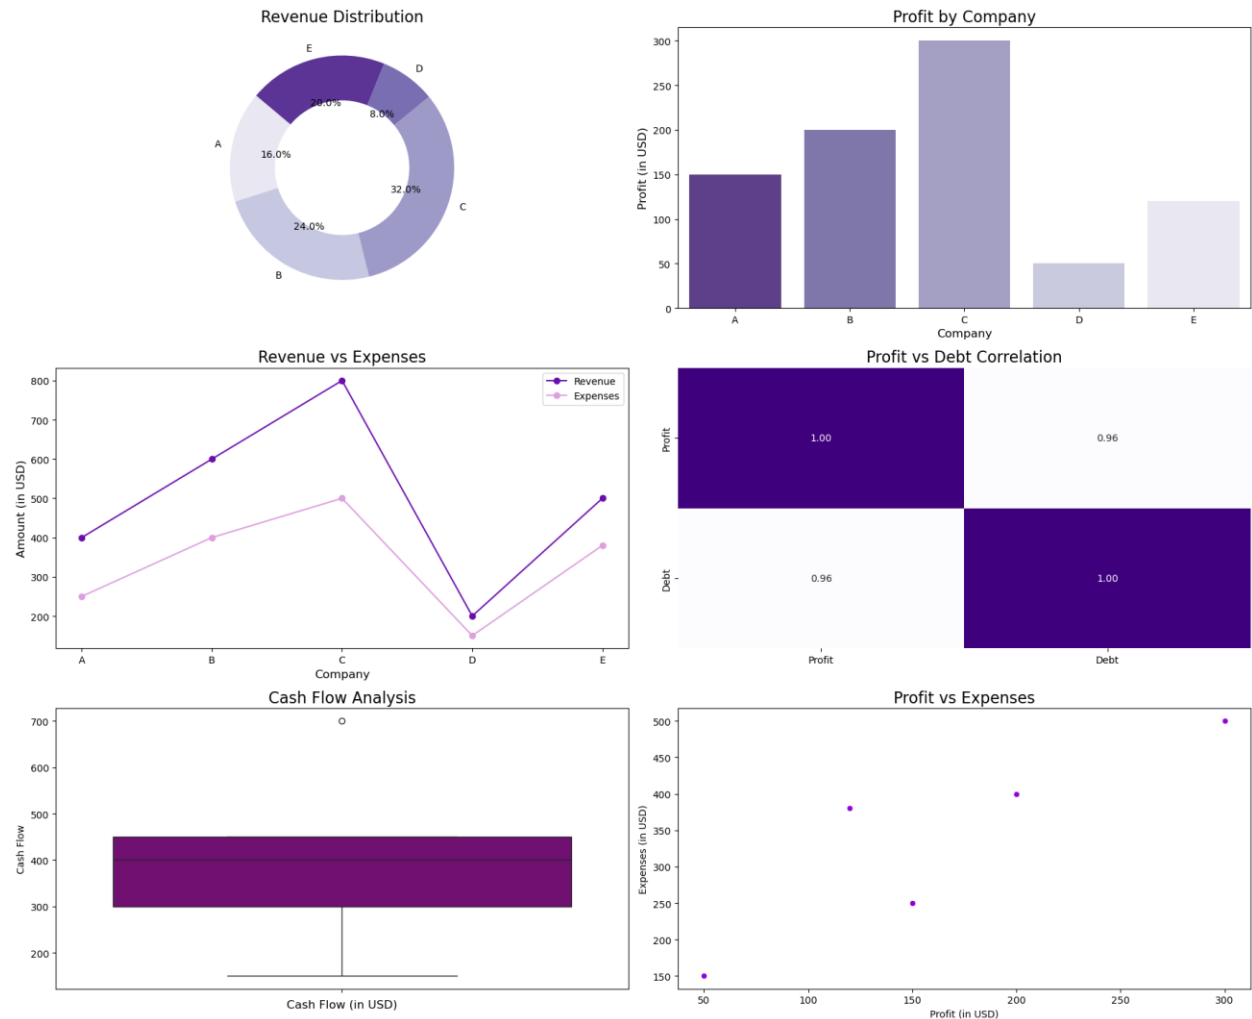 Revenue Distribution
E
D
20.0%
8.0%
A
16.0%
32.0%
C
24.0%
B
Profit by Company
Profit (in USD)
300
250
200
150
100
50
0
A B C D E
Company
Revenue vs Expenses
Amount (in USD)
800
700
600
500
400
300
200
Revenue
Expenses
A B C D E
Company
Profit vs Debt Correlation
Profit
1.00 0.96
Debt
0.96 1.00
Profit Debt
Cash Flow Analysis
Cash Flow
700
600
500
400
300
200
Cash Flow (in USD)
Profit vs Expenses
Expenses (in USD)
500
450
400
350
300
250
200
150
50 100 150 200 250 300
Profit (in USD)